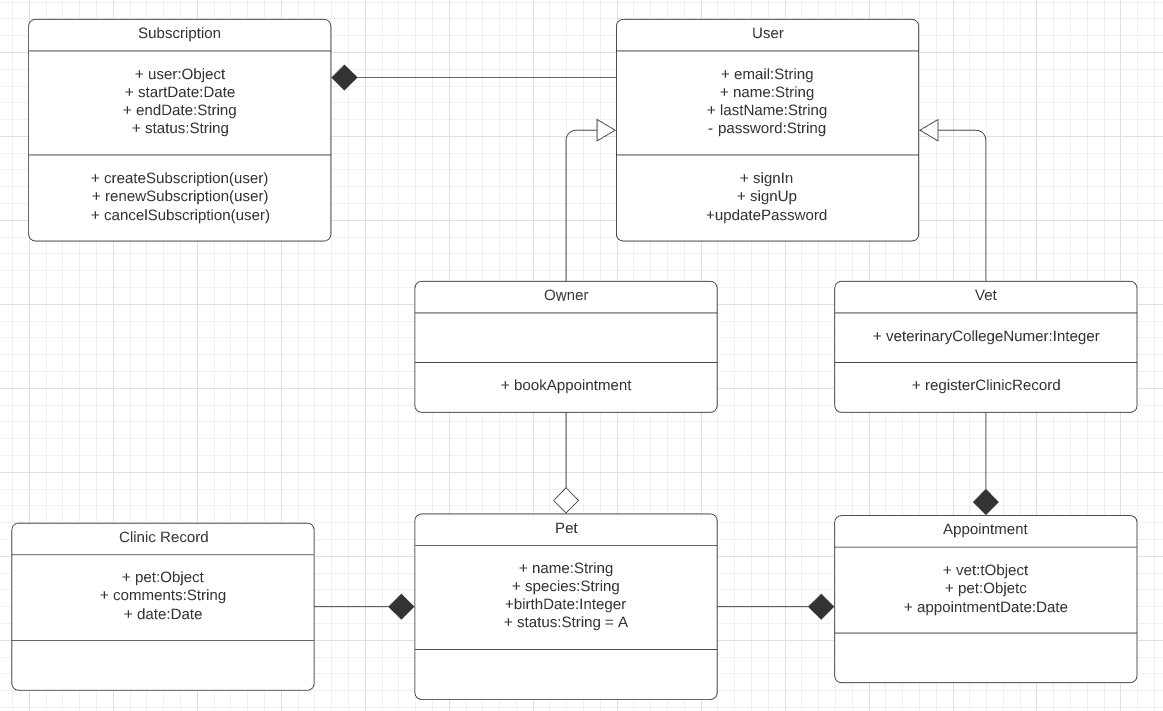 Subscription
+ user:Object
+ startDate:Date
+ endDate:String
+ status:String
+ createSubscription(user)
+ renewSubscription(user)
+ cancelSubscription(user)
User
+ email:String
+ name:String
+ lastName:String
- password:String
+ signIn
+ signUp
+updatePassword
Owner
+ bookAppointment
Vet
+ veterinaryCollegeNumer:Integer
+ registerClinicRecord
Clinic Record
+ pet:Object
+ comments:String
+ date:Date
Pet
+ name:String
+ species:String
+birthDate:Integer
+ status:String = A
Appointment
+ vet:tObject
+ pet:Objetc
+ appointmentDate:Date